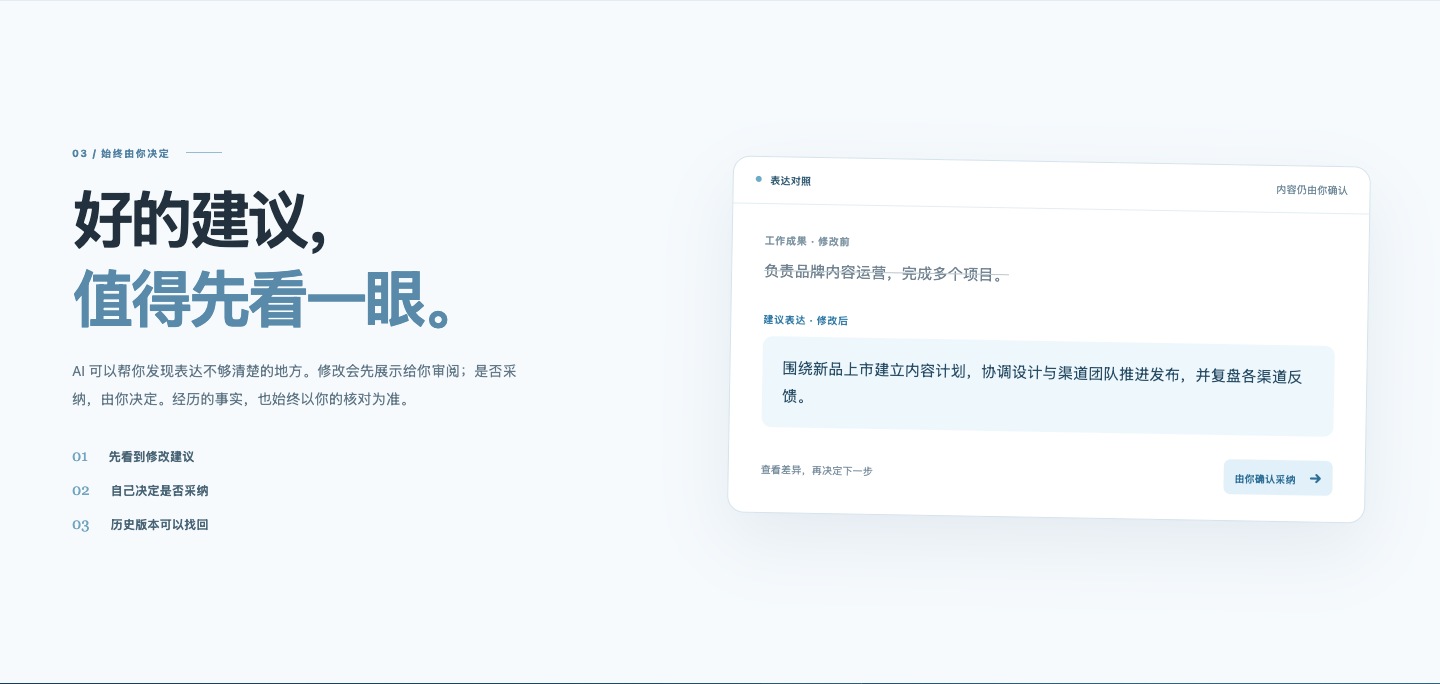 03 / 始终由你决定
好的建议，
值得先看一眼。
AI 可以帮你发现表达不够清楚的地方。修改会先展示给你审阅；是否采
纳，由你决定。经历的事实，也始终以你的核对为准。
01 先看到修改建议
02 自己决定是否采纳
03 历史版本可以找回
表达对照
内容仍由你确认
工作成果 · 修改前
负责品牌内容运营，完成多个项目。
建议表达 · 修改后
围绕新品上市建立内容计划，协调设计与渠道团队推进发布，并复盘各渠道反
馈。
查看差异，再决定下一步
由你确认采纳 →